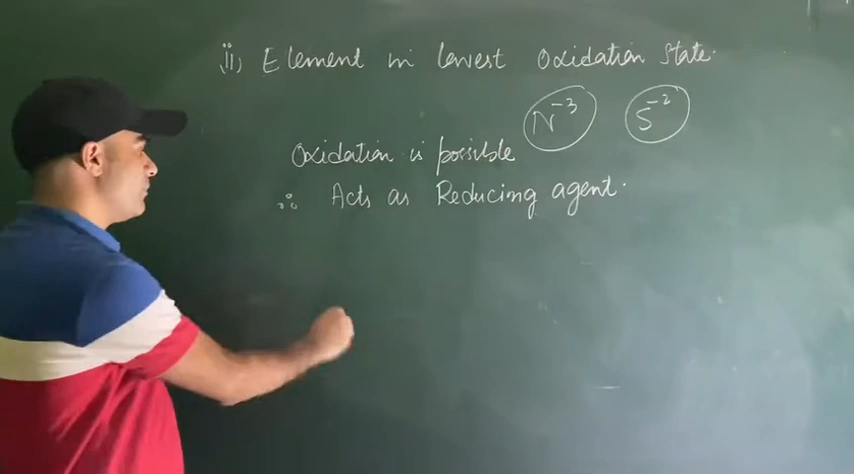 ii) Element in lowest Oxidation State.
N⁻³ S⁻²
Oxidation is possible
∴ Acts as Reducing agent.